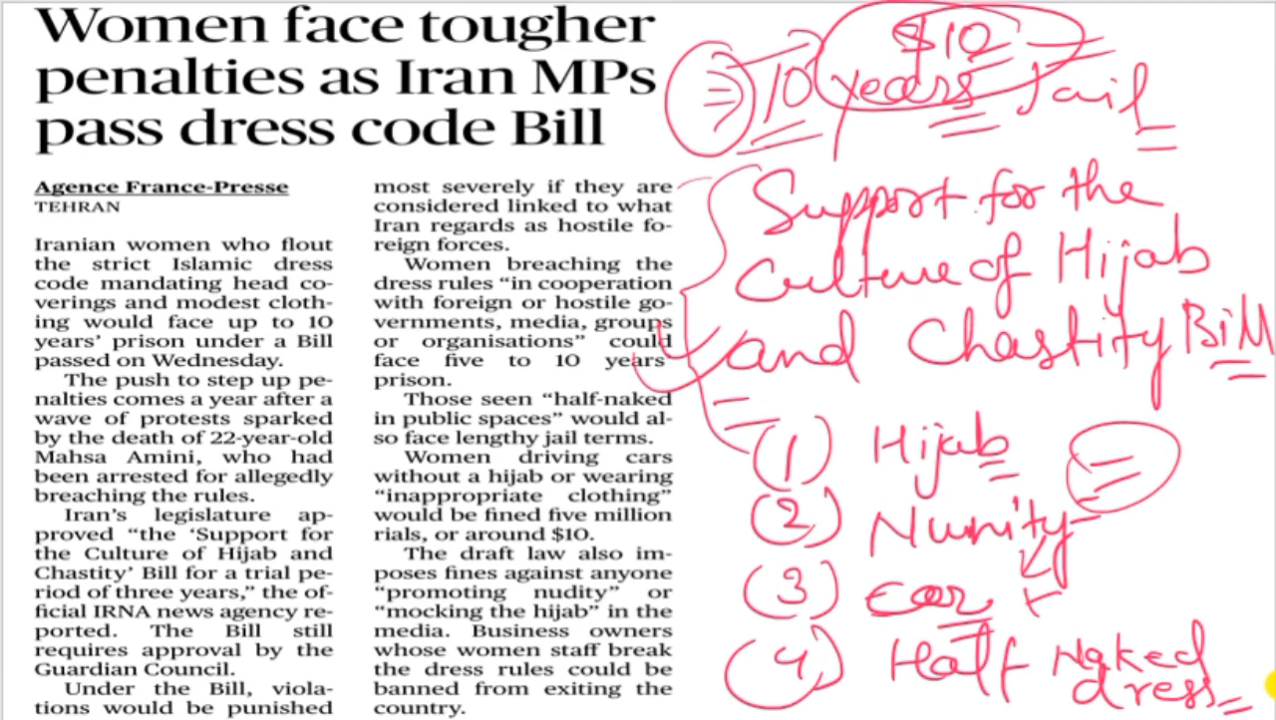 Women face tougher
penalties as Iran MPs
pass dress code Bill
Agence France-Presse
TEHRAN
Iranian women who flout
the strict Islamic dress
code mandating head co-
verings and modest cloth-
ing would face up to 10
years' prison under a Bill
passed on Wednesday.
The push to step up pe-
nalties comes a year after a
wave of protests sparked
by the death of 22-year-old
Mahsa Amini, who had
been arrested for allegedly
breaching the rules.
Iran's legislature ap-
proved "the 'Support for
the Culture of Hijab and
Chastity' Bill for a trial pe-
riod of three years," the of-
ficial IRNA news agency re-
ported. The Bill still
requires approval by the
Guardian Council.
Under the Bill, viola-
tions would be punished
most severely if they are
considered linked to what
Iran regards as hostile fo-
reign forces.
Women breaching the
dress rules "in cooperation
with foreign or hostile go-
vernments, media, groups
or organisations" could
face five to 10 years
prison.
Those seen "half-naked
in public spaces" would al-
so face lengthy jail terms.
Women driving cars
without a hijab or wearing
"inappropriate clothing"
would be fined five million
rials, or around $10.
The draft law also im-
poses fines against anyone
"promoting nudity" or
"mocking the hijab" in the
media. Business owners
whose women staff break
the dress rules could be
banned from exiting the
country.
$10
10 years Jail
Support for the
Culture of Hijab
and Chastity Bill
(1) Hijab
(2) Nunity
(3) car
(4) Half Naked
dress